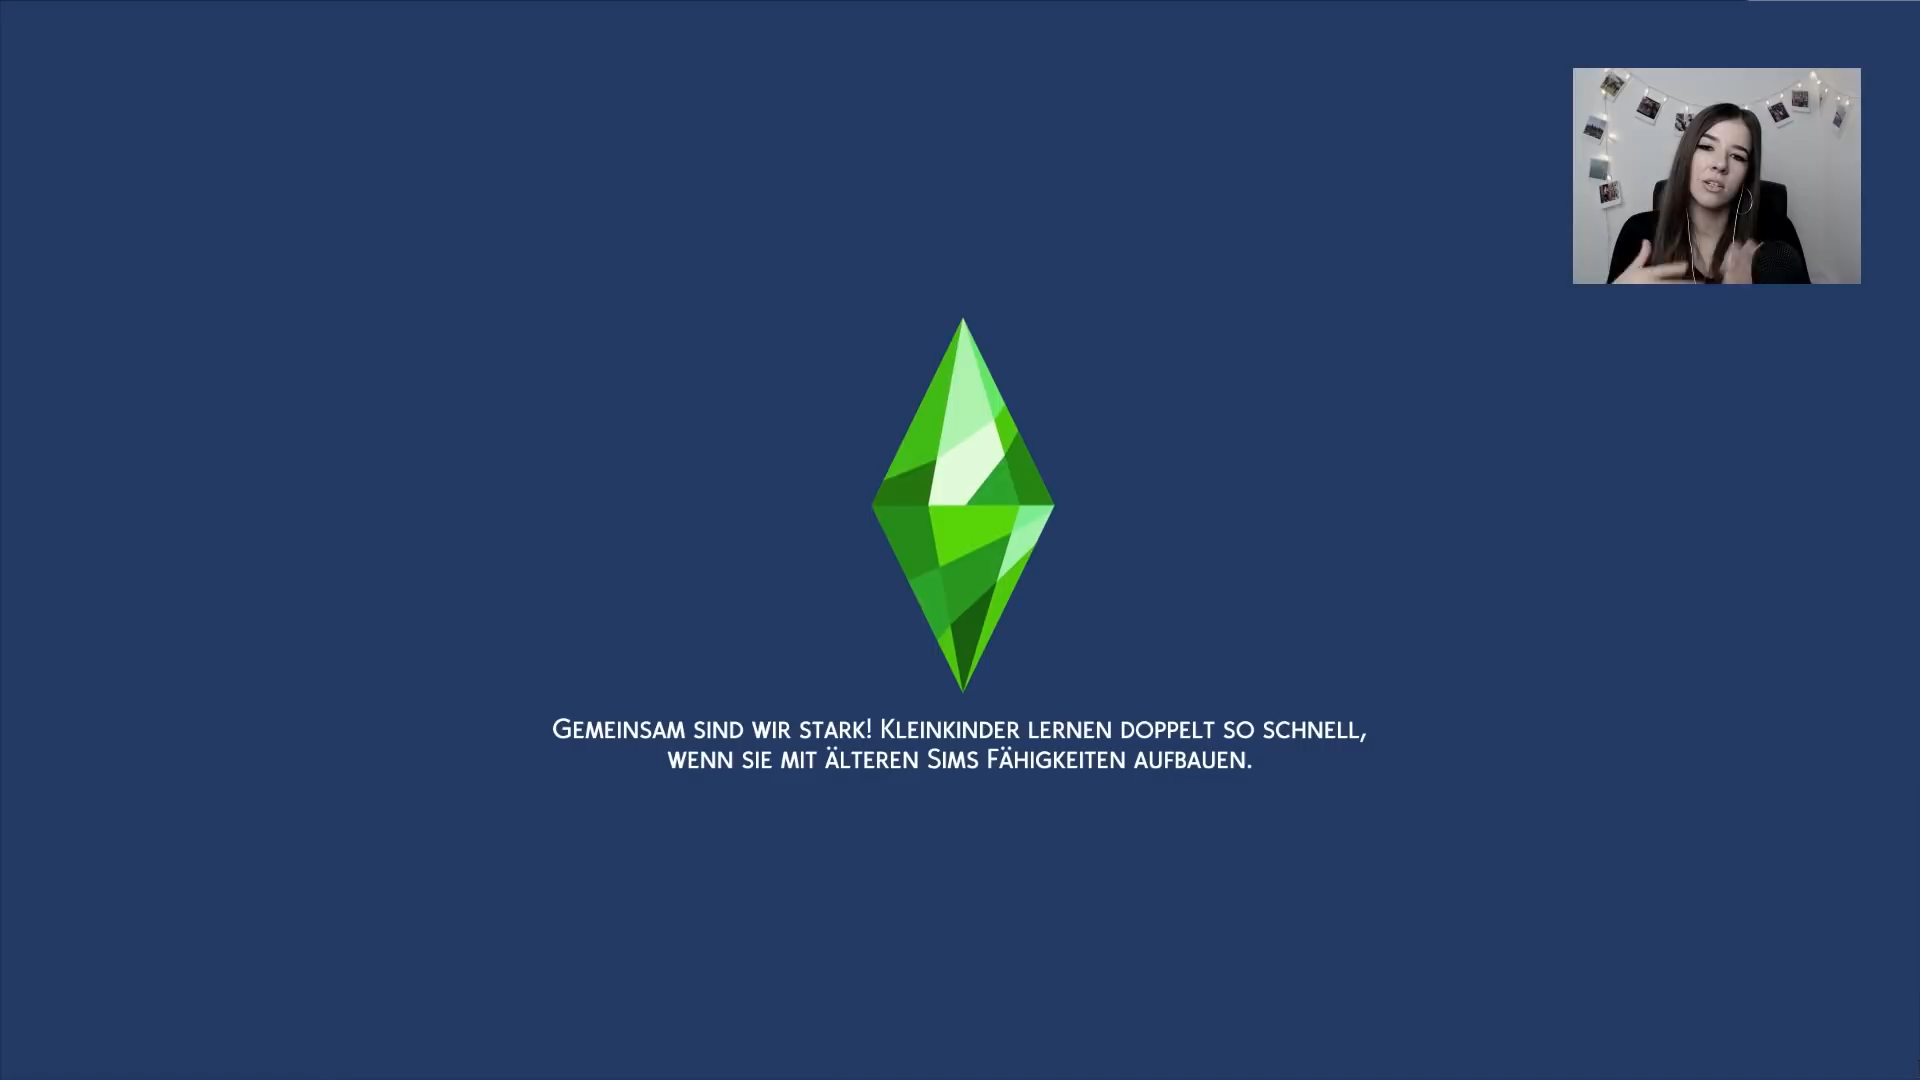 Gemeinsam sind wir stark! Kleinkinder lernen doppelt so schnell,
wenn sie mit älteren Sims Fähigkeiten aufbauen.